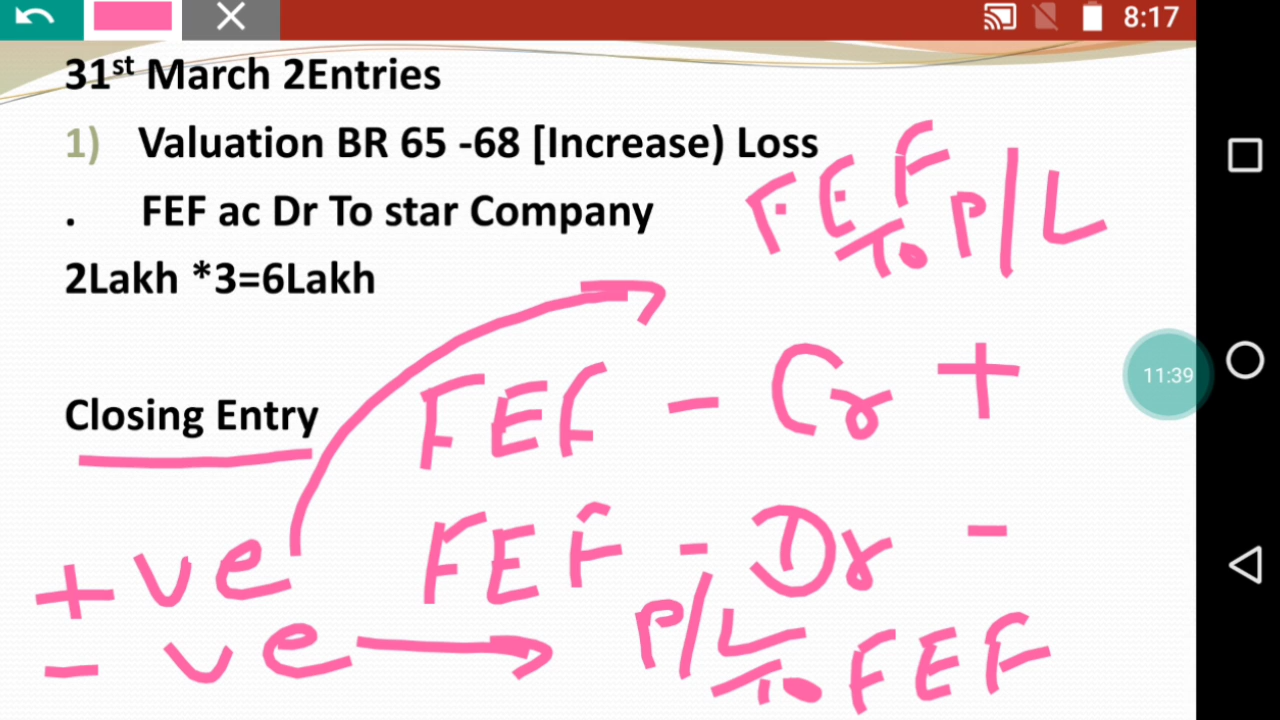 8:17
31st March 2Entries
1) Valuation BR 65 -68 [Increase) Loss
. FEF ac Dr To star Company
2Lakh *3=6Lakh
FEF
To P/L
Closing Entry
FEF - Cr +
11:39
FEF - Dr -
+ve
-ve → P/L
To FEF